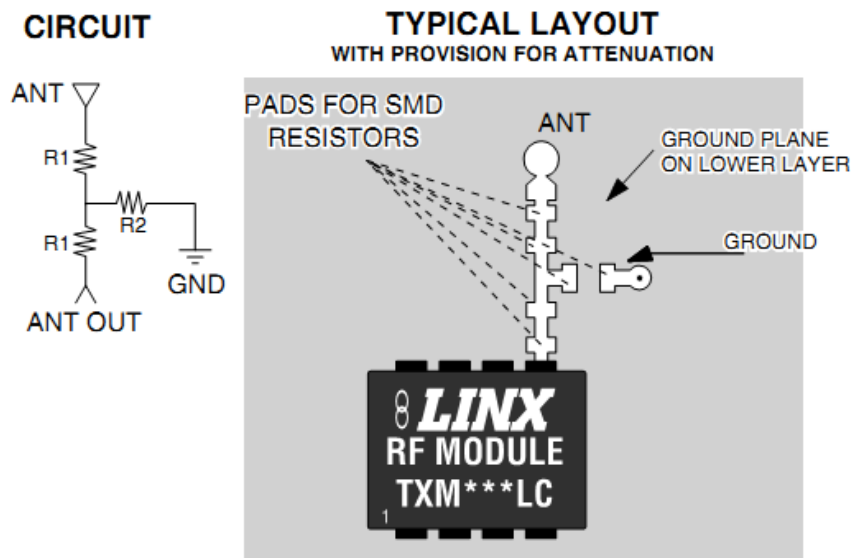 CIRCUIT
ANT
R1
R2
R1
GND
ANT OUT
TYPICAL LAYOUT
WITH PROVISION FOR ATTENUATION
PADS FOR SMD
RESISTORS
ANT
GROUND PLANE
ON LOWER LAYER
GROUND
LINX
RF MODULE
TXM***LC
1